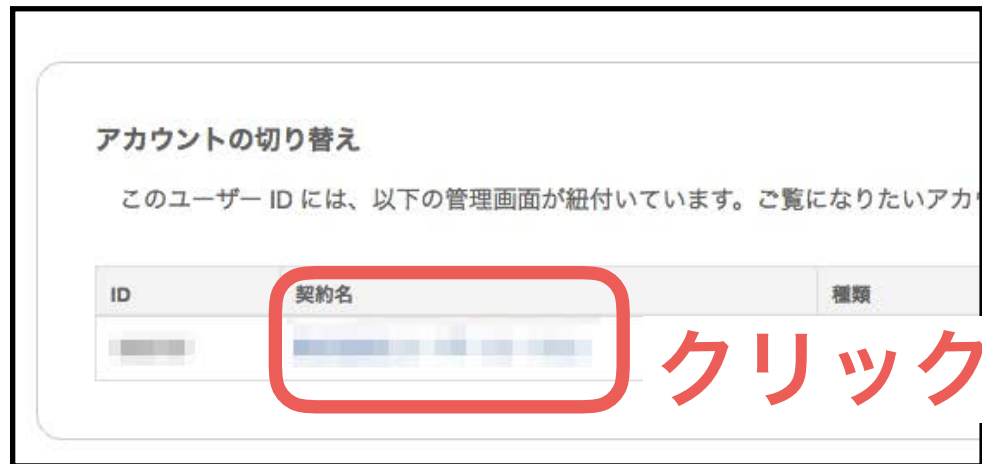 アカウントの切り替え
このユーザー ID には、以下の管理画面が紐付いています。ご覧になりたいアカ
ID 契約名 種類
クリック